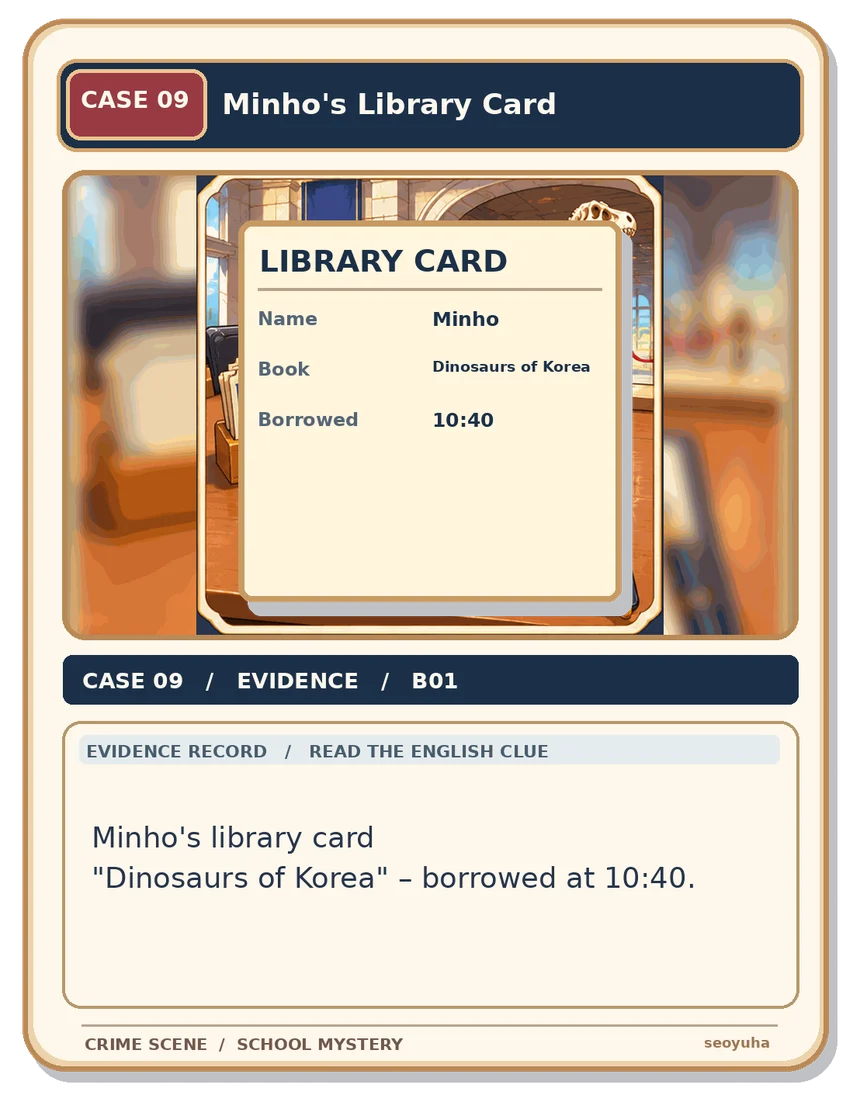 CASE 09 Minho's Library Card
LIBRARY CARD
Name Minho
Book Dinosaurs of Korea
Borrowed 10:40
CASE 09 / EVIDENCE / B01
EVIDENCE RECORD / READ THE ENGLISH CLUE
Minho's library card
"Dinosaurs of Korea" – borrowed at 10:40.
CRIME SCENE / SCHOOL MYSTERY seoyuha